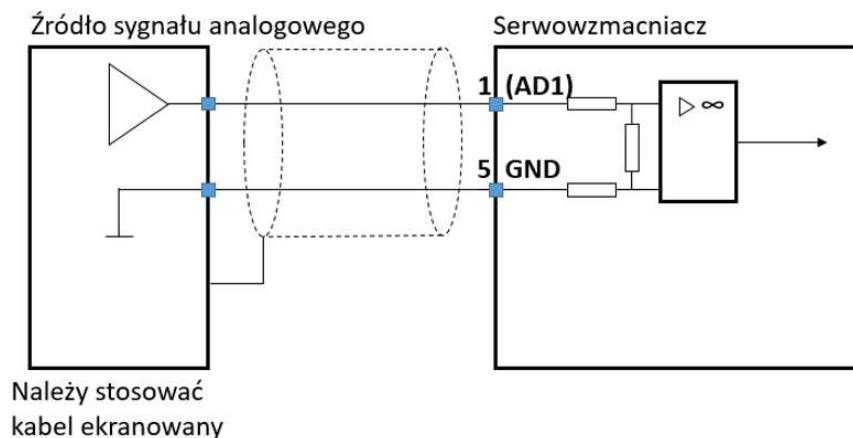 Źródło sygnału analogowego
Serwowzmacniacz
1 (AD1)
▷ ∞
5 GND
Należy stosować
kabel ekranowany